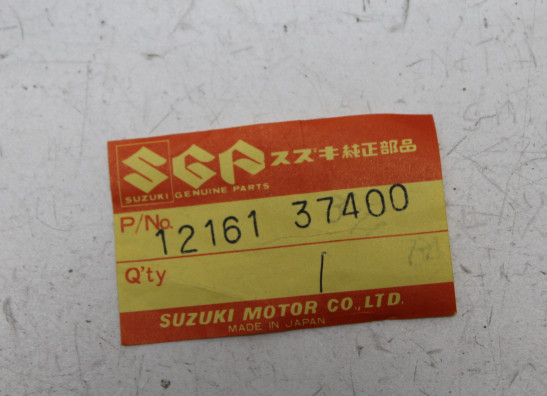 SGP スズキ純正部品
SUZUKI GENUINE PARTS
P/No. 12161 37400
Q'ty 1
SUZUKI MOTOR CO., LTD.
MADE IN JAPAN